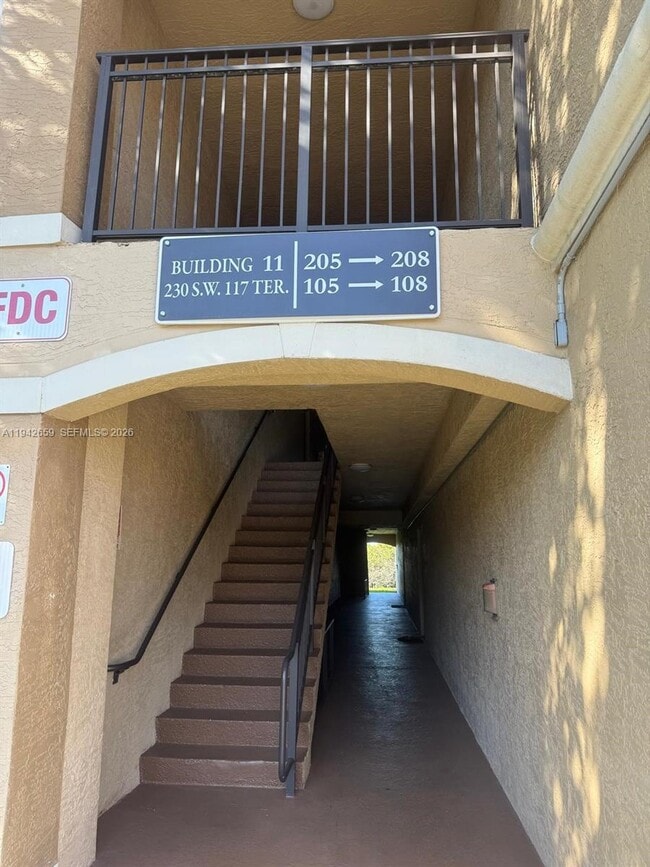 BUILDING 11 205 → 208
230 S.W. 117 TER. 105 → 108
FDC
A11942659 SEFMLS© 2026